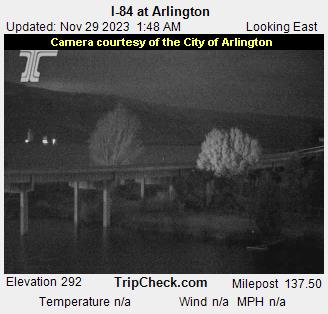 I-84 at Arlington
Updated: Nov 29 2023 1:48 AM Looking East
Camera courtesy of the City of Arlington
Elevation 292 TripCheck.com Milepost 137.50
Temperature n/a Wind n/a MPH n/a